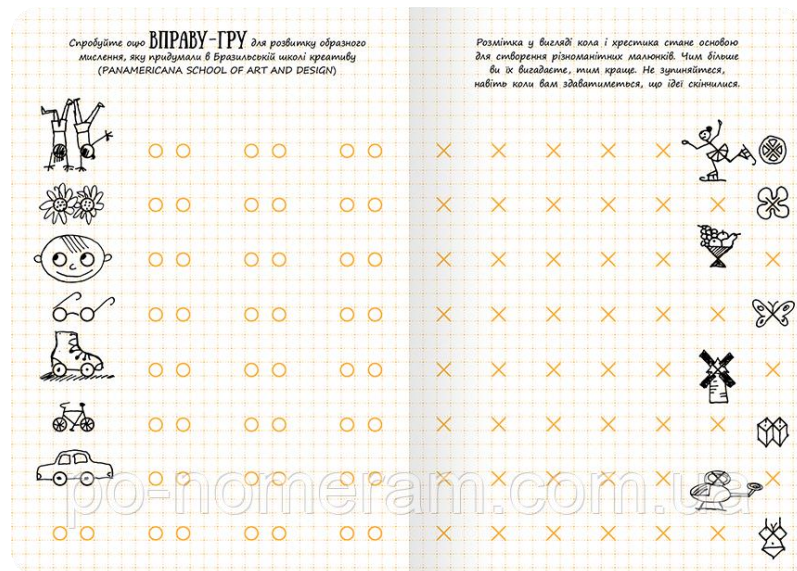 Спробуйте оцю ВПРАВУ-ГРУ для розвитку образного
мислення, яку придумали в Бразильській школі креативу
(PANAMERICANA SCHOOL OF ART AND DESIGN)
Розмітка у вигляді кола і хрестика стане основою
для створення різноманітних малюнків. Чим більше
ви їх вигадаєте, тим краще. Не зупиняйтеся,
навіть коли вам здаватиметься, що ідеї скінчилися.
po-nomeram.com.ua